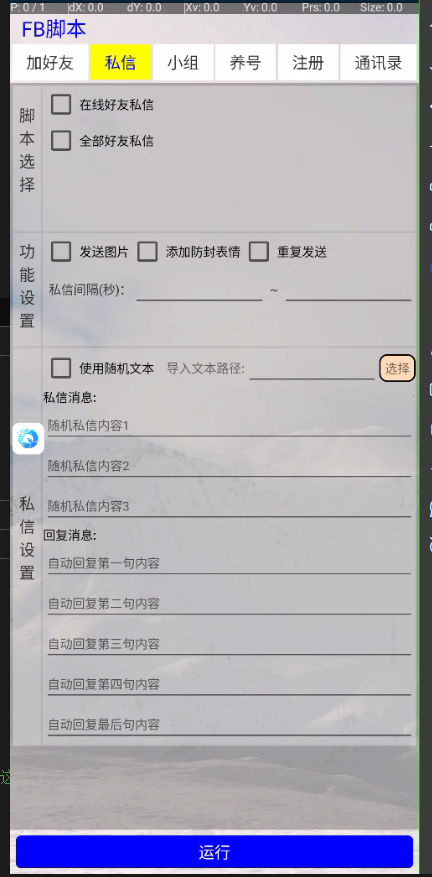 P: 0 / 1 dX: 0.0 dY: 0.0 Xv: 0.0 Yv: 0.0 Prs: 0.0 Size: 0.0
FB脚本
加好友 私信 小组 养号 注册 通讯录
脚本选择
在线好友私信
全部好友私信
功能设置
发送图片 添加防封表情 重复发送
私信间隔(秒): ~
私信设置
使用随机文本 导入文本路径: 选择
私信消息:
随机私信内容1
随机私信内容2
随机私信内容3
回复消息:
自动回复第一句内容
自动回复第二句内容
自动回复第三句内容
自动回复第四句内容
自动回复最后句内容
运行